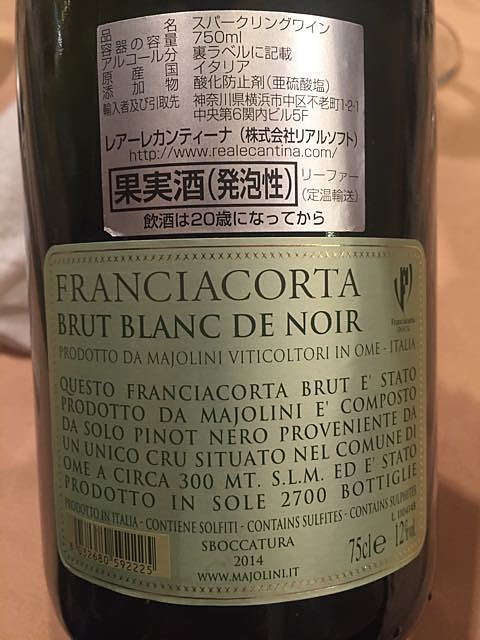 品名 スパークリングワイン
容器の容量 750ml
アルコール分 裏ラベルに記載
原産国 イタリア
添加物 酸化防止剤(亜硫酸塩)
輸入者及び引取先 神奈川県横浜市中区不老町1-2-1
中央第6関内ビル5F
レアーレカンティーナ(株式会社リアルソフト)
http://www.realecantina.com/
果実酒(発泡性) リーファー
(定温輸送)
飲酒は20歳になってから
FRANCIACORTA
Franciacorta
BRUT BLANC DE NOIR
PRODOTTO DA MAJOLINI VITICOLTORI IN OME - ITALIA
QUESTO FRANCIACORTA BRUT E' STATO
PRODOTTO DA MAJOLINI E' COMPOSTO
DA SOLO PINOT NERO PROVENIENTE DA
UN UNICO CRU SITUATO NEL COMUNE DI
OME A CIRCA 300 MT. S.L.M. ED E' STATO
PRODOTTO IN SOLE 2700 BOTTIGLIE
PRODOTTO IN ITALIA - CONTIENE SOLFITI - CONTAINS SULFITES - CONTAINS SULPHITES
8 032680 592225
SBOCCATURA
2014
75cl e 12%vol
WWW.MAJOLINI.IT